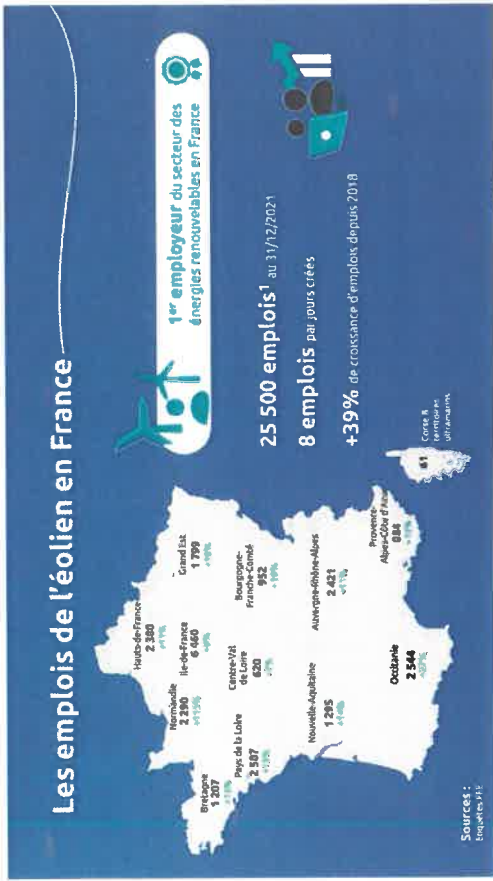 Les emplois de l'éolien en France
1er employeur du secteur des
énergies renouvelables en France
25 500 emplois¹ au 31/12/2021
8 emplois par jours créés
+39% de croissance d'emplois depuis 2018
Hauts-de-France
2 380
+11%
Normandie
2 290
Ile-de-France
6 460
Grand Est
1 799
Bretagne
1 207
Pays de la Loire
2 587
Centre-Val
de Loire
620
Bourgogne-
Franche-Comté
952
Nouvelle-Aquitaine
1 295
Auvergne-Rhône-Alpes
2 421
Occitanie
2 544
Provence-
Alpes-Côte d'Azur
884
Corse &
territoires
ultramarins
Sources :
Enquêtes FEE